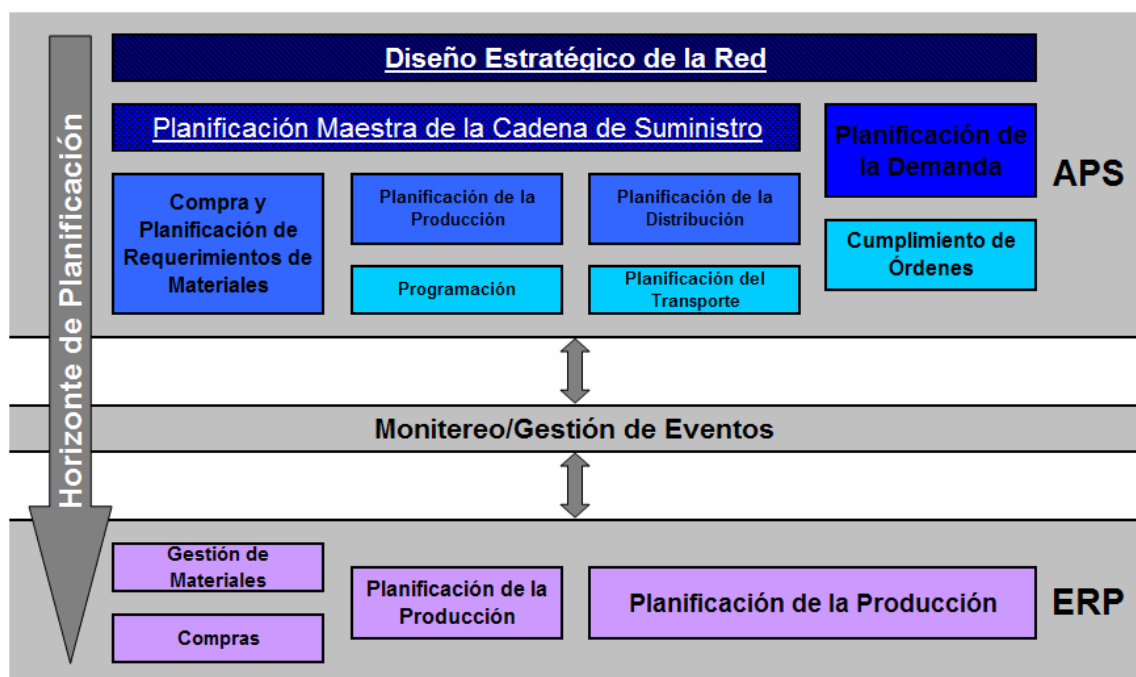 Diseño Estratégico de la Red
Planificación Maestra de la Cadena de Suministro
Planificación de
la Demanda
APS
Compra y
Planificación de
Requerimientos de
Materiales
Planificación de la
Producción
Planificación de la
Distribución
Cumplimiento de
Órdenes
Programación
Planificación del
Transporte
Horizonte de Planificación
Monitereo/Gestión de Eventos
Gestión de
Materiales
Compras
Planificación de la
Producción
Planificación de la Producción
ERP